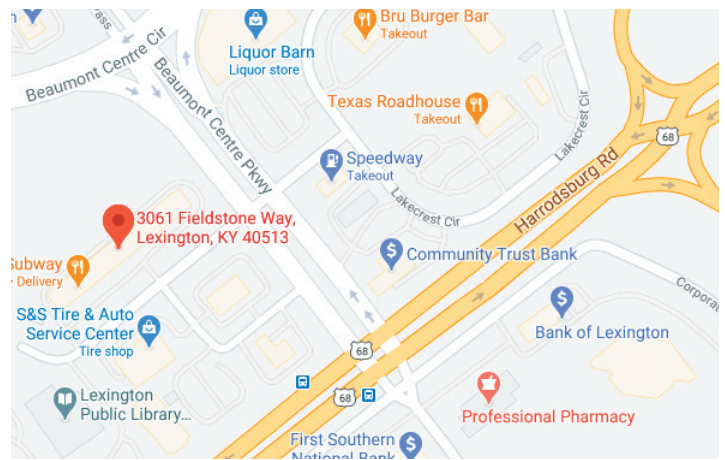 Bru Burger Bar
Takeout
pass
Liquor Barn
Liquor store
Beaumont Centre Cir
Beaumont Centre Pkwy
Texas Roadhouse
Takeout
Lakecrest Cir
68
Speedway
Takeout
Harrodsburg Rd
Lakecrest Cir
3061 Fieldstone Way,
Lexington, KY 40513
Community Trust Bank
Subway
Delivery
Corpora
S&S Tire & Auto
Service Center
Tire shop
Bank of Lexington
68
68
Lexington
Public Library...
Professional Pharmacy
First Southern
National Bank